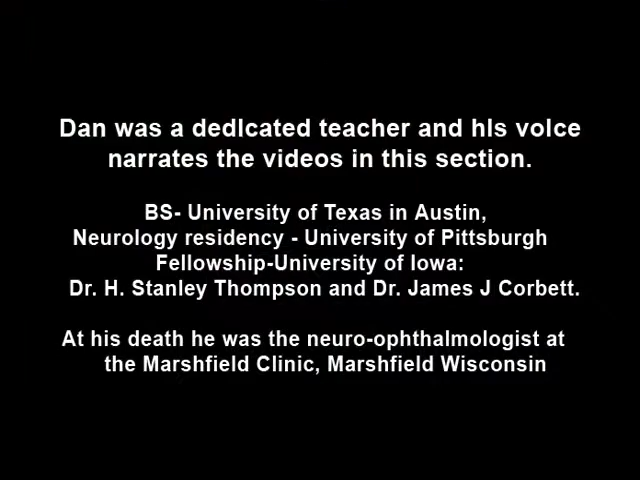 Dan was a dedlcated teacher and hls volce
narrates the videos in this section.
BS- University of Texas in Austin,
Neurology residency - University of Pittsburgh
Fellowship-University of Iowa:
Dr. H. Stanley Thompson and Dr. James J Corbett.
At his death he was the neuro-ophthalmologist at
the Marshfield Clinic, Marshfield Wisconsin